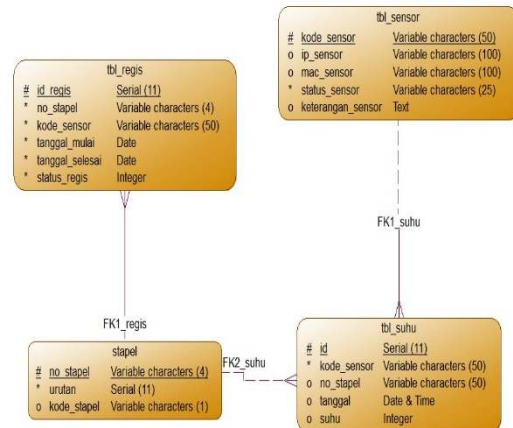 tbl_sensor
# kode_sensor Variable characters (50)
o ip_sensor Variable characters (100)
o mac_sensor Variable characters (100)
* status_sensor Variable characters (25)
o keterangan_sensor Text
tbl_regis
# id_regis Serial (11)
* no_stapel Variable characters (4)
* kode_sensor Variable characters (50)
* tanggal_mulai Date
* tanggal_selesai Date
* status_regis Integer
FK1_suhu
FK1_regis
stapel
# no_stapel Variable characters (4)
* urutan Serial (11)
o kode_stapel Variable characters (1)
FK2_suhu
tbl_suhu
# id Serial (11)
* kode_sensor Variable characters (50)
o no_stapel Variable characters (50)
o tanggal Date & Time
o suhu Integer